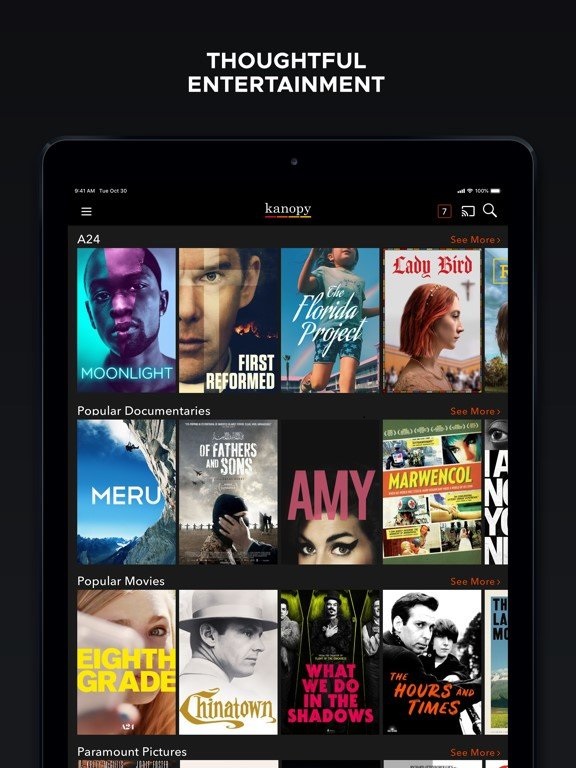 THOUGHTFUL
ENTERTAINMENT
9:41 AM Tue Oct 30
100%
kanopy
7
A24
See More ›
MOONLIGHT
FIRST
REFORMED
The
Florida
Project
Lady Bird
Popular Documentaries
See More ›
MERU
OF FATHERS
AND SONS
AMY
MARWENCOL
Popular Movies
See More ›
EIGHTH
GRADE
A24
Chinatown
WHAT
WE DO
IN THE
SHADOWS
THE
HOURS AND
TIMES
Paramount Pictures
See More ›